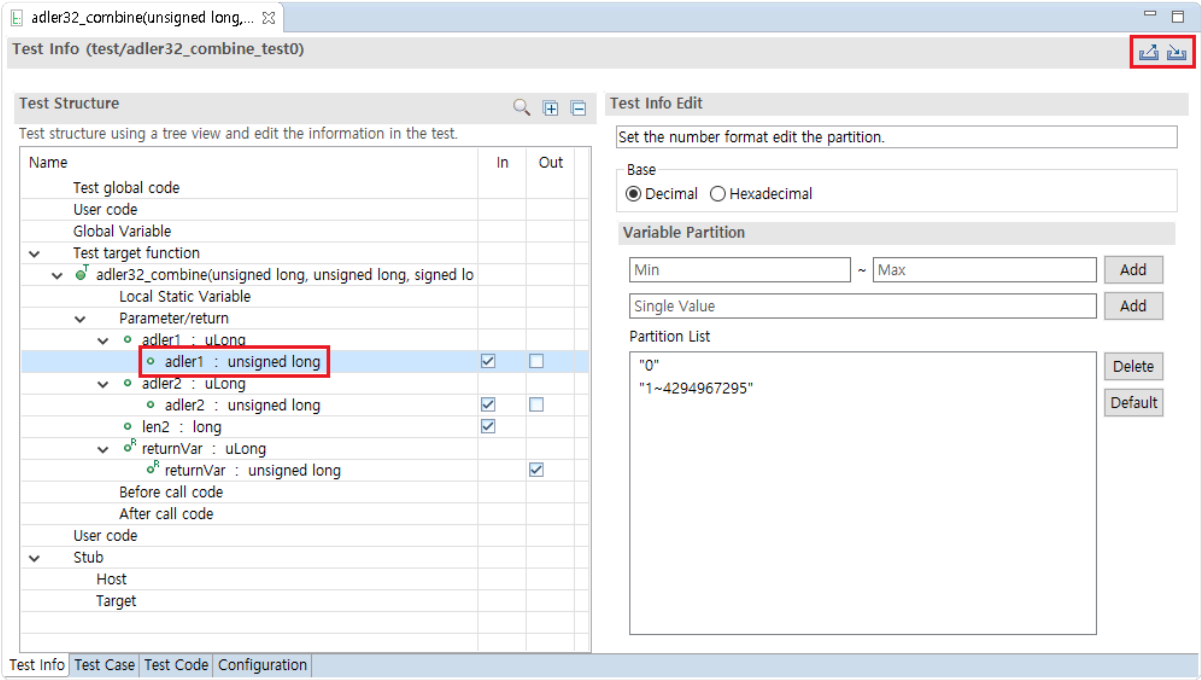 adler32_combine(unsigned long,...
Test Info (test/adler32_combine_test0)
Test Structure
Test structure using a tree view and edit the information in the test.
Name In Out
Test global code
User code
Global Variable
Test target function
adler32_combine(unsigned long, unsigned long, signed lo
Local Static Variable
Parameter/return
adler1 : uLong
adler1 : unsigned long
adler2 : uLong
adler2 : unsigned long
len2 : long
R returnVar : uLong
R returnVar : unsigned long
Before call code
After call code
User code
Stub
Host
Target
Test Info Edit
Set the number format edit the partition.
Base
Decimal Hexadecimal
Variable Partition
Min ~ Max Add
Single Value Add
Partition List
"0"
"1~4294967295"
Delete
Default
Test Info Test Case Test Code Configuration